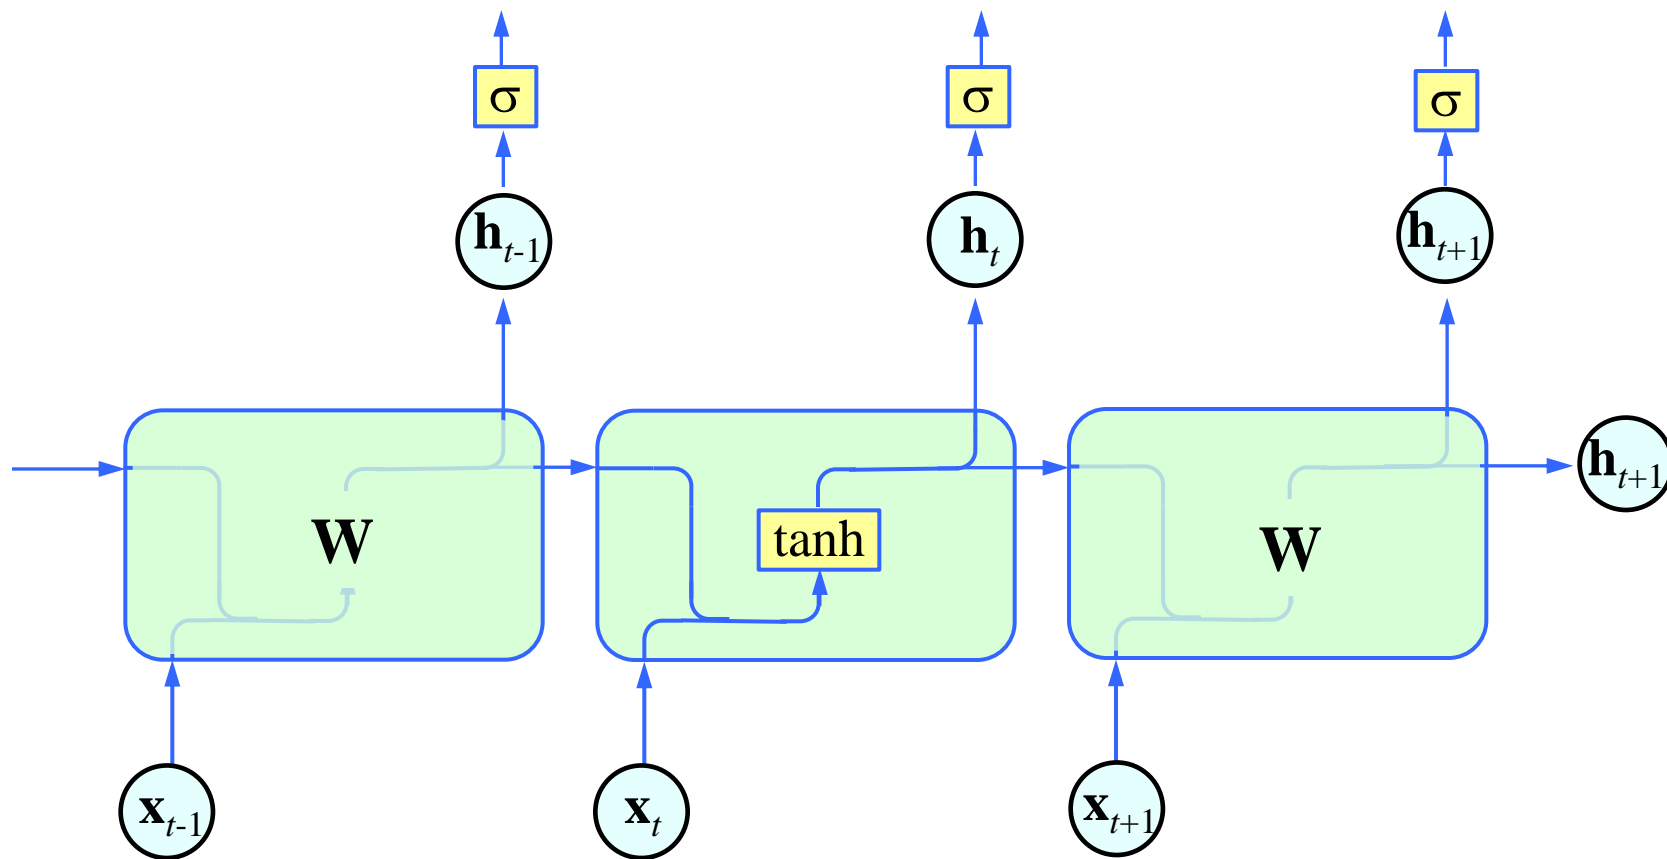 σ σ σ
h_{t-1} h_t h_{t+1}
h_{t+1}
W tanh W
x_{t-1} x_t x_{t+1}